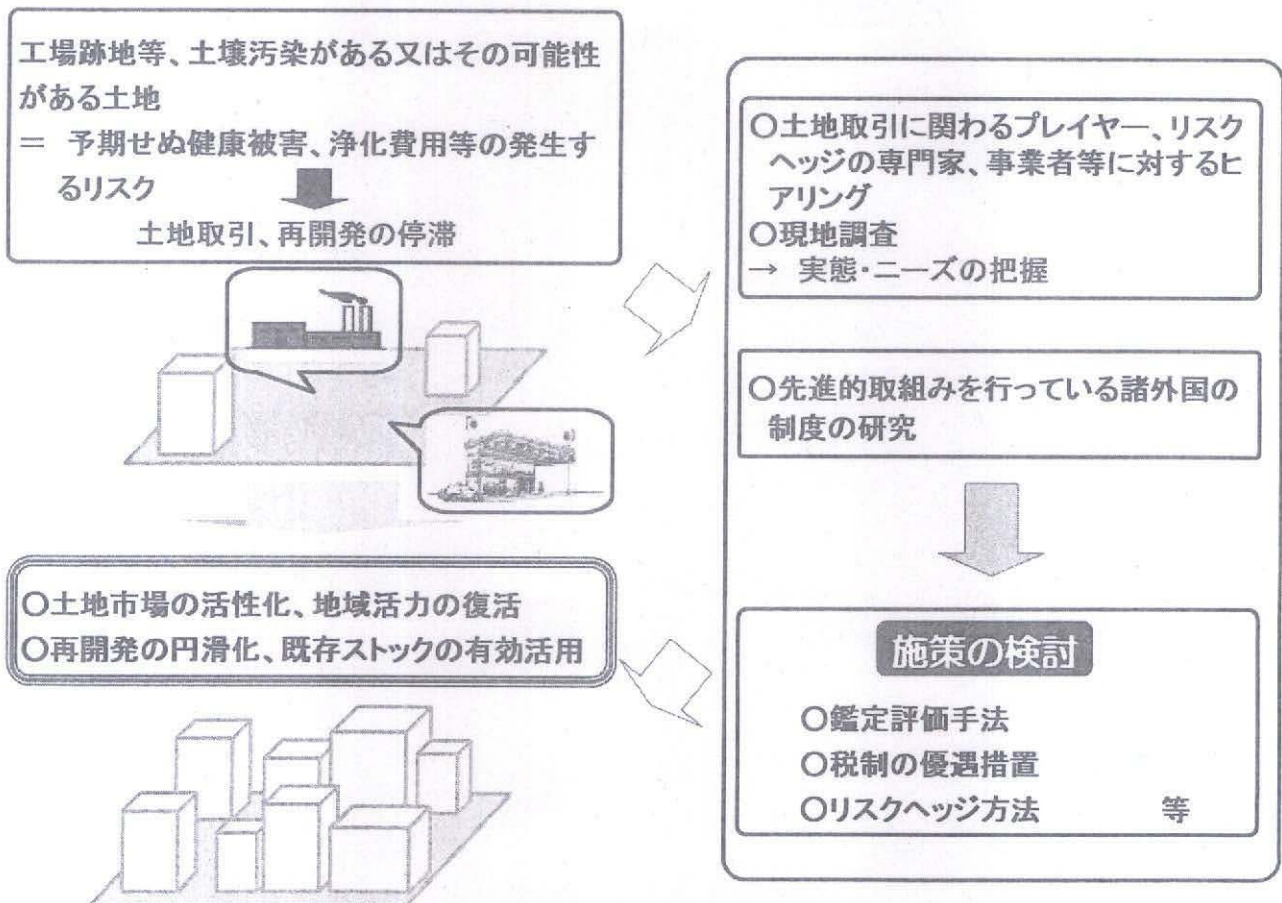 工場跡地等、土壌汚染がある又はその可能性
がある土地
＝ 予期せぬ健康被害、浄化費用等の発生す
るリスク
土地取引、再開発の停滞
○土地取引に関わるプレイヤー、リスク
ヘッジの専門家、事業者等に対するヒ
アリング
○現地調査
→ 実態・ニーズの把握
○先進的取組みを行っている諸外国の
制度の研究
施策の検討
○鑑定評価手法
○税制の優遇措置
○リスクヘッジ方法 等
○土地市場の活性化、地域活力の復活
○再開発の円滑化、既存ストックの有効活用